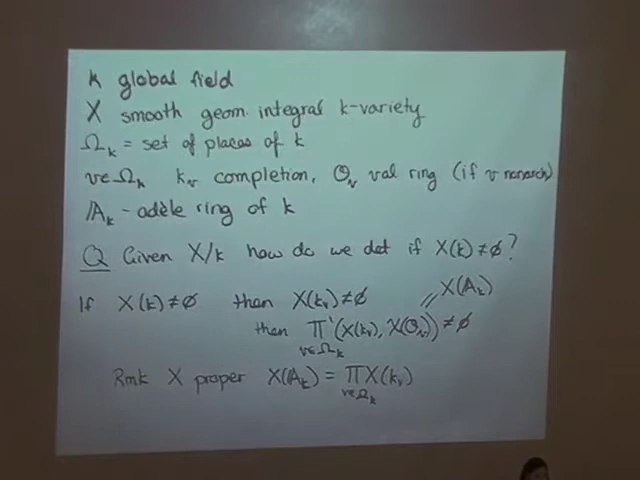 k global field
X smooth geom. integral k-variety
Ω_k = set of places of k
v∈Ω_k k_v completion, O_v val ring (if v nonarch)
𝔸_k - adèle ring of k
Q Given X/k how do we det if X(k) ≠ ∅?
If X(k) ≠ ∅ then X(k_v) ≠ ∅ // X(𝔸_k)
then ∏'_{v∈Ω_k} (X(k_v), X(O_v)) ≠ ∅
Rmk X proper X(𝔸_k) = ∏_{v∈Ω_k} X(k_v)